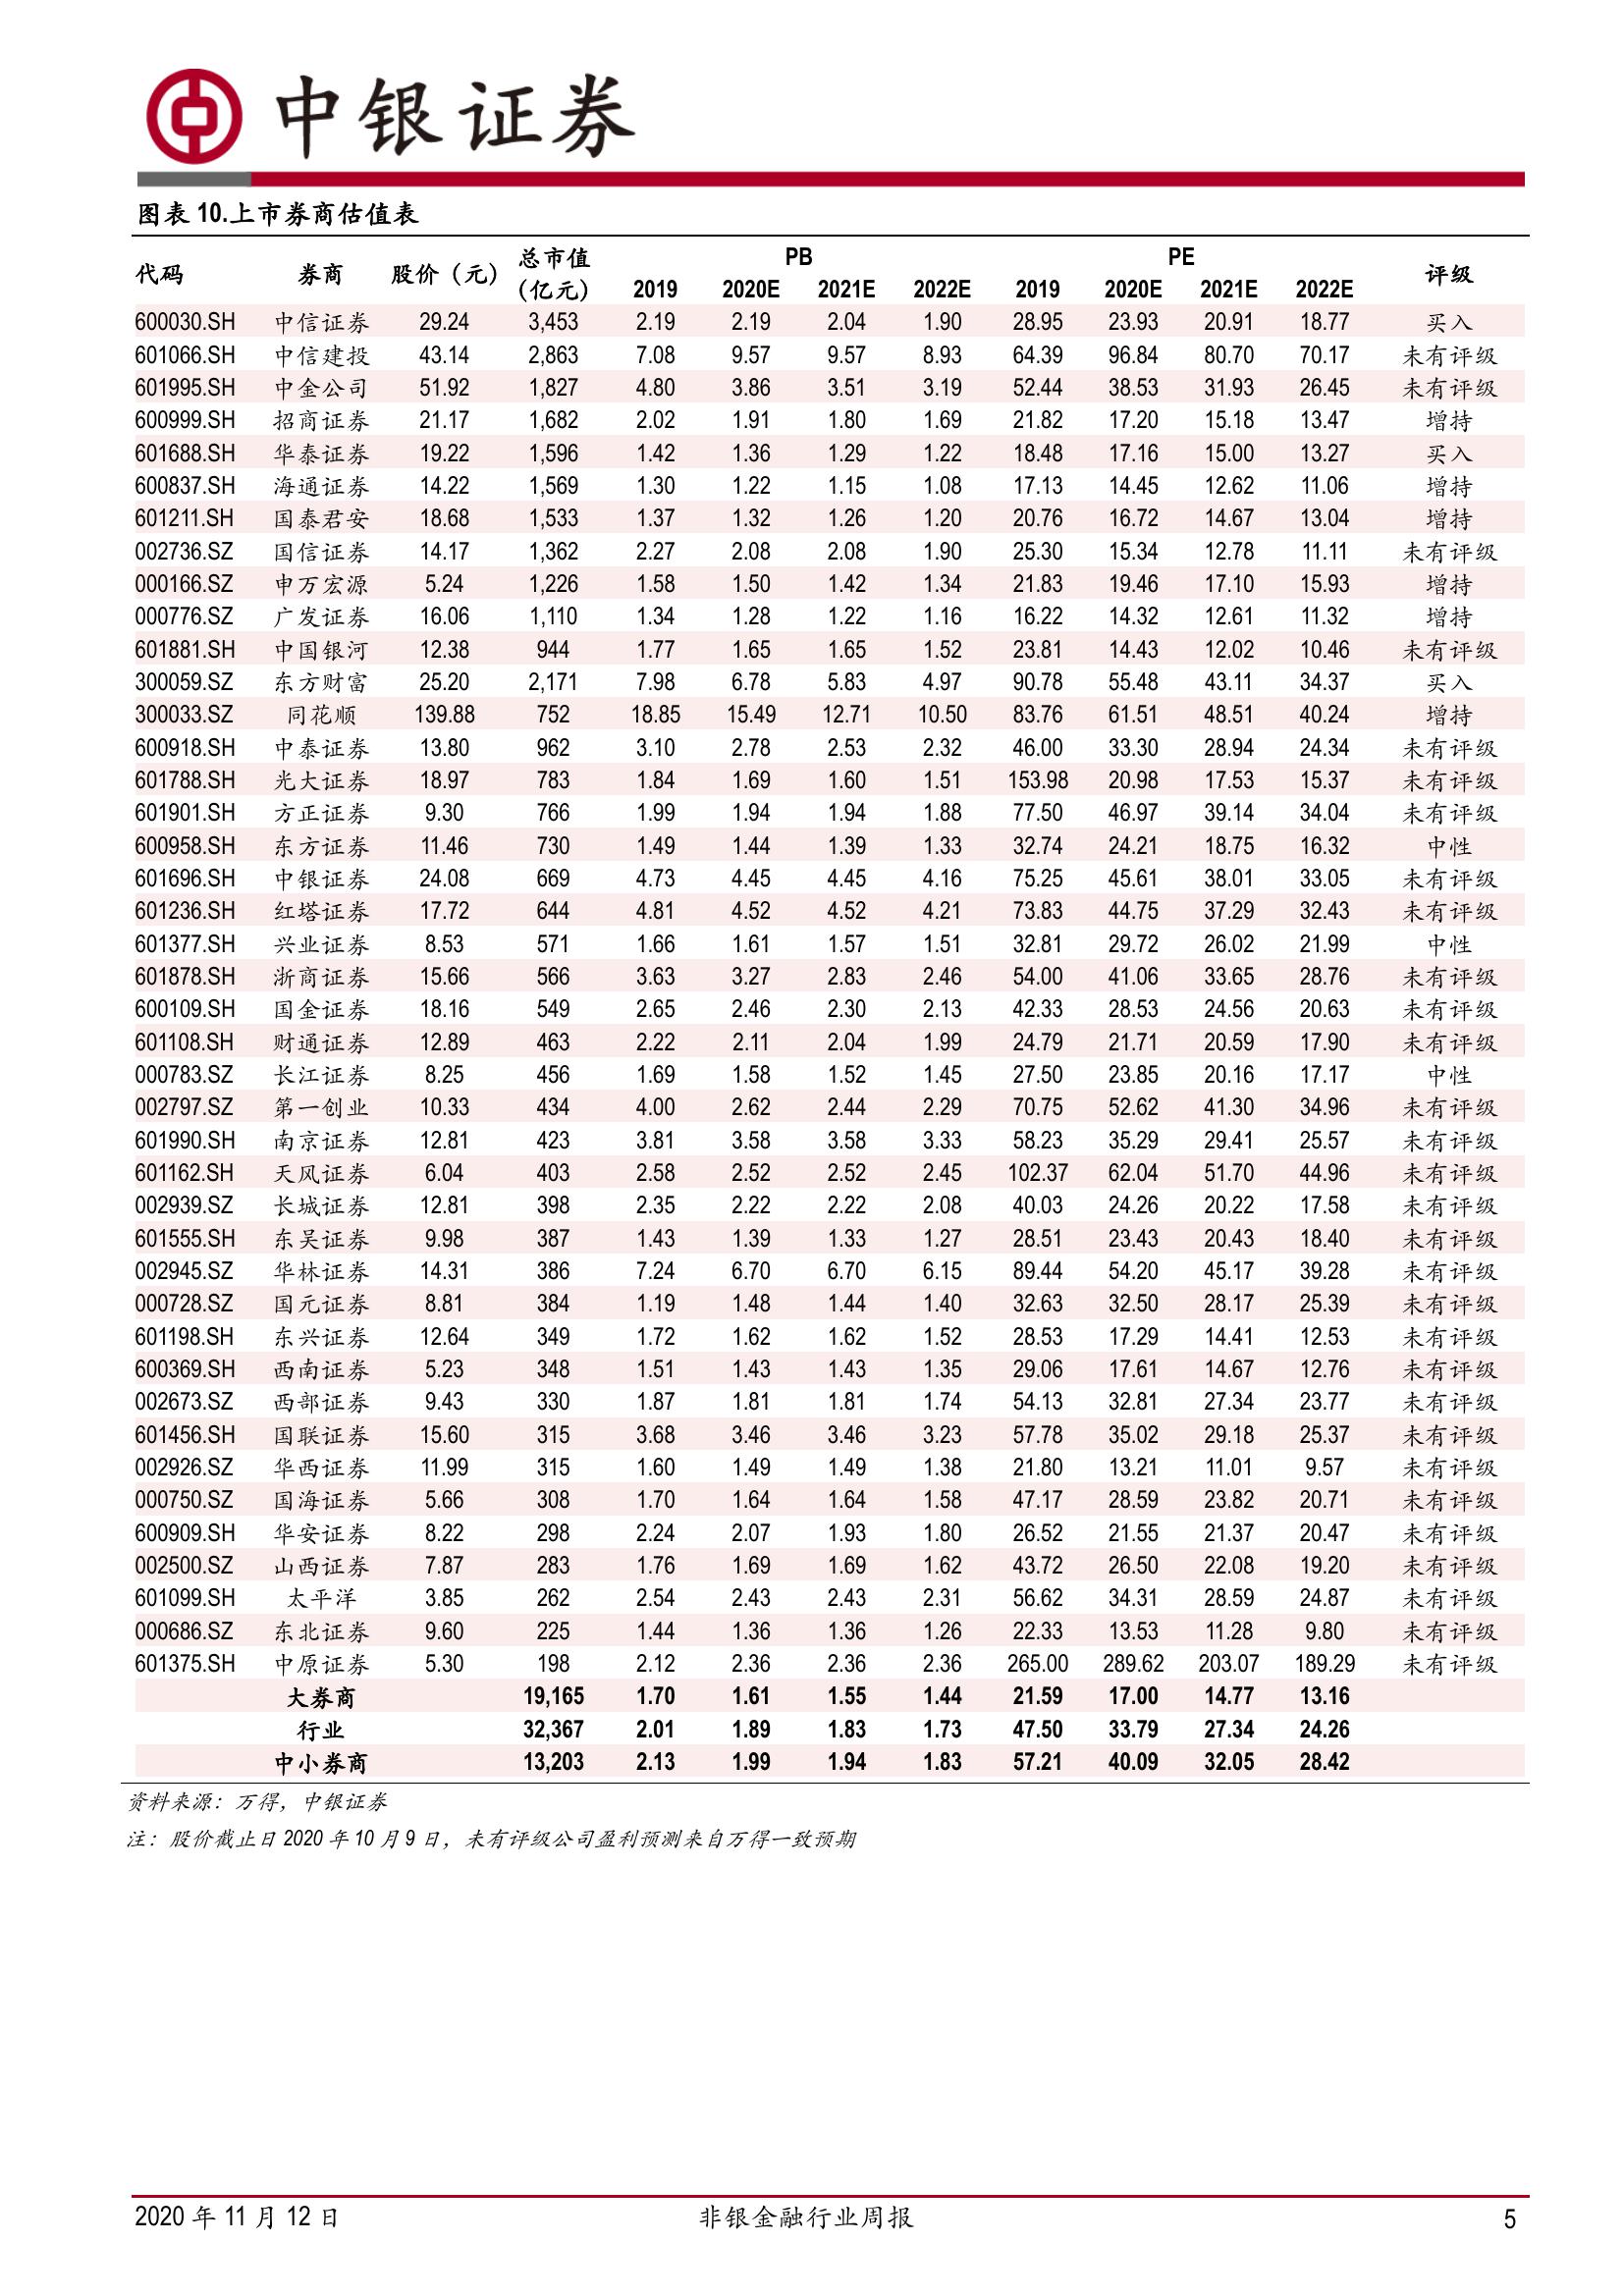 中银证券
图表 10.上市券商估值表
代码 券商 股价（元） 总市值（亿元） PB PE 评级
2019 2020E 2021E 2022E 2019 2020E 2021E 2022E
600030.SH 中信证券 29.24 3,453 2.19 2.19 2.04 1.90 28.95 23.93 20.91 18.77 买入
601066.SH 中信建投 43.14 2,863 7.08 9.57 9.57 8.93 64.39 96.84 80.70 70.17 未有评级
601995.SH 中金公司 51.92 1,827 4.80 3.86 3.51 3.19 52.44 38.53 31.93 26.45 未有评级
600999.SH 招商证券 21.17 1,682 2.02 1.91 1.80 1.69 21.82 17.20 15.18 13.47 增持
601688.SH 华泰证券 19.22 1,596 1.42 1.36 1.29 1.22 18.48 17.16 15.00 13.27 买入
600837.SH 海通证券 14.22 1,569 1.30 1.22 1.15 1.08 17.13 14.45 12.62 11.06 增持
601211.SH 国泰君安 18.68 1,533 1.37 1.32 1.26 1.20 20.76 16.72 14.67 13.04 增持
002736.SZ 国信证券 14.17 1,362 2.27 2.08 2.08 1.90 25.30 15.34 12.78 11.11 未有评级
000166.SZ 申万宏源 5.24 1,226 1.58 1.50 1.42 1.34 21.83 19.46 17.10 15.93 增持
000776.SZ 广发证券 16.06 1,110 1.34 1.28 1.22 1.16 16.22 14.32 12.61 11.32 增持
601881.SH 中国银河 12.38 944 1.77 1.65 1.65 1.52 23.81 14.43 12.02 10.46 未有评级
300059.SZ 东方财富 25.20 2,171 7.98 6.78 5.83 4.97 90.78 55.48 43.11 34.37 买入
300033.SZ 同花顺 139.88 752 18.85 15.49 12.71 10.50 83.76 61.51 48.51 40.24 增持
600918.SH 中泰证券 13.80 962 3.10 2.78 2.53 2.32 46.00 33.30 28.94 24.34 未有评级
601788.SH 光大证券 18.97 783 1.84 1.69 1.60 1.51 153.98 20.98 17.53 15.37 未有评级
601901.SH 方正证券 9.30 766 1.99 1.94 1.94 1.88 77.50 46.97 39.14 34.04 未有评级
600958.SH 东方证券 11.46 730 1.49 1.44 1.39 1.33 32.74 24.21 18.75 16.32 中性
601696.SH 中银证券 24.08 669 4.73 4.45 4.45 4.16 75.25 45.61 38.01 33.05 未有评级
601236.SH 红塔证券 17.72 644 4.81 4.52 4.52 4.21 73.83 44.75 37.29 32.43 未有评级
601377.SH 兴业证券 8.53 571 1.66 1.61 1.57 1.51 32.81 29.72 26.02 21.99 中性
601878.SH 浙商证券 15.66 566 3.63 3.27 2.83 2.46 54.00 41.06 33.65 28.76 未有评级
600109.SH 国金证券 18.16 549 2.65 2.46 2.30 2.13 42.33 28.53 24.56 20.63 未有评级
601108.SH 财通证券 12.89 463 2.22 2.11 2.04 1.99 24.79 21.71 20.59 17.90 未有评级
000783.SZ 长江证券 8.25 456 1.69 1.58 1.52 1.45 27.50 23.85 20.16 17.17 中性
002797.SZ 第一创业 10.33 434 4.00 2.62 2.44 2.29 70.75 52.62 41.30 34.96 未有评级
601990.SH 南京证券 12.81 423 3.81 3.58 3.58 3.33 58.23 35.29 29.41 25.57 未有评级
601162.SH 天风证券 6.04 403 2.58 2.52 2.52 2.45 102.37 62.04 51.70 44.96 未有评级
002939.SZ 长城证券 12.81 398 2.35 2.22 2.22 2.08 40.03 24.26 20.22 17.58 未有评级
601555.SH 东吴证券 9.98 387 1.43 1.39 1.33 1.27 28.51 23.43 20.43 18.40 未有评级
002945.SZ 华林证券 14.31 386 7.24 6.70 6.70 6.15 89.44 54.20 45.17 39.28 未有评级
000728.SZ 国元证券 8.81 384 1.19 1.48 1.44 1.40 32.63 32.50 28.17 25.39 未有评级
601198.SH 东兴证券 12.64 349 1.72 1.62 1.62 1.52 28.53 17.29 14.41 12.53 未有评级
600369.SH 西南证券 5.23 348 1.51 1.43 1.43 1.35 29.06 17.61 14.67 12.76 未有评级
002673.SZ 西部证券 9.43 330 1.87 1.81 1.81 1.74 54.13 32.81 27.34 23.77 未有评级
601456.SH 国联证券 15.60 315 3.68 3.46 3.46 3.23 57.78 35.02 29.18 25.37 未有评级
002926.SZ 华西证券 11.99 315 1.60 1.49 1.49 1.38 21.80 13.21 11.01 9.57 未有评级
000750.SZ 国海证券 5.66 308 1.70 1.64 1.64 1.58 47.17 28.59 23.82 20.71 未有评级
600909.SH 华安证券 8.22 298 2.24 2.07 1.93 1.80 26.52 21.55 21.37 20.47 未有评级
002500.SZ 山西证券 7.87 283 1.76 1.69 1.69 1.62 43.72 26.50 22.08 19.20 未有评级
601099.SH 太平洋 3.85 262 2.54 2.43 2.43 2.31 56.62 34.31 28.59 24.87 未有评级
000686.SZ 东北证券 9.60 225 1.44 1.36 1.36 1.26 22.33 13.53 11.28 9.80 未有评级
601375.SH 中原证券 5.30 198 2.12 2.36 2.36 2.36 265.00 289.62 203.07 189.29 未有评级
大券商 19,165 1.70 1.61 1.55 1.44 21.59 17.00 14.77 13.16
行业 32,367 2.01 1.89 1.83 1.73 47.50 33.79 27.34 24.26
中小券商 13,203 2.13 1.99 1.94 1.83 57.21 40.09 32.05 28.42
资料来源：万得，中银证券
注：股价截止日 2020 年 10 月 9 日，未有评级公司盈利预测来自万得一致预期
2020 年 11 月 12 日 非银金融行业周报 5